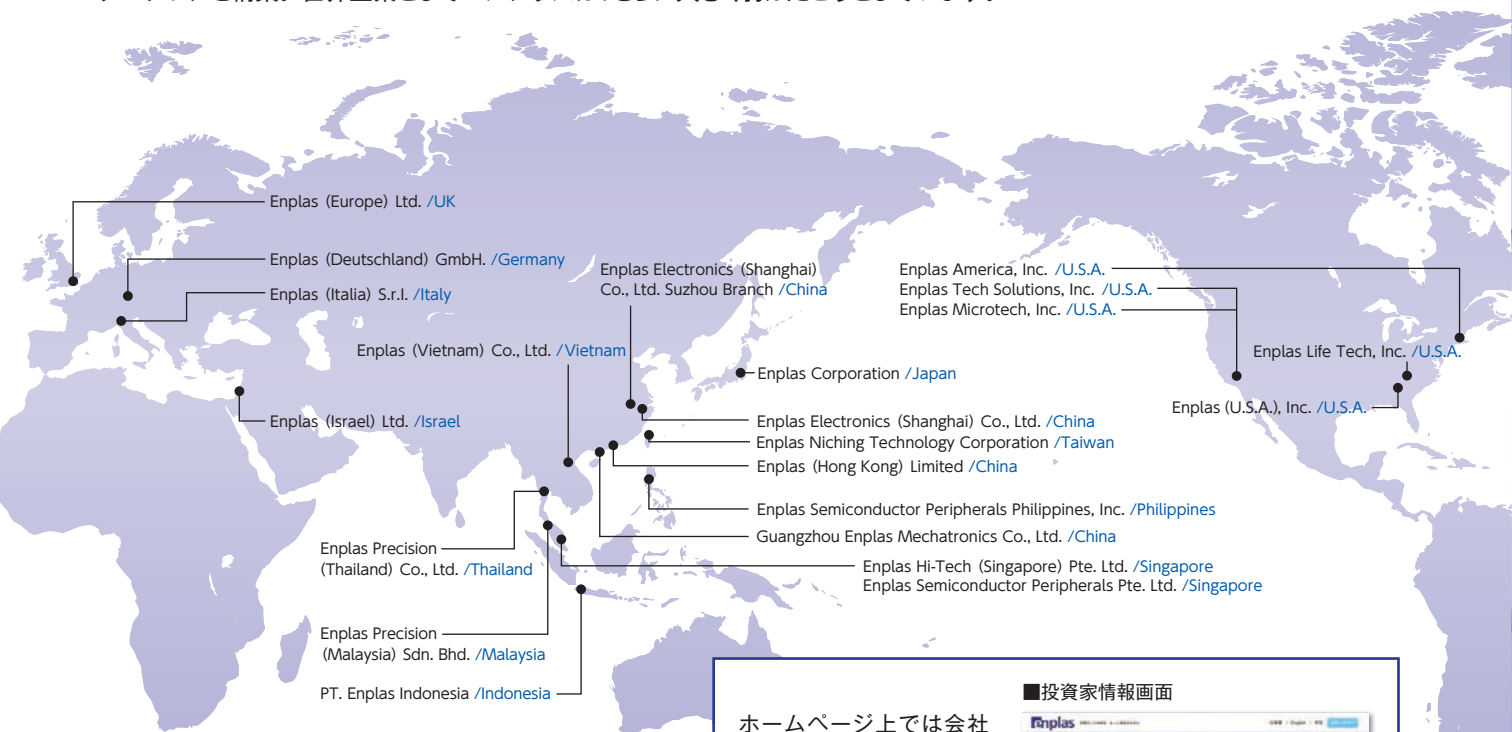 Enplas (Europe) Ltd. /UK
Enplas (Deutschland) GmbH. /Germany
Enplas (Italia) S.r.l. /Italy
Enplas Electronics (Shanghai)
Co., Ltd. Suzhou Branch /China
Enplas America, Inc. /U.S.A.
Enplas Tech Solutions, Inc. /U.S.A.
Enplas Microtech, Inc. /U.S.A.
Enplas (Vietnam) Co., Ltd. /Vietnam
Enplas Life Tech, Inc. /U.S.A.
Enplas Corporation /Japan
Enplas (U.S.A.), Inc. /U.S.A.
Enplas (Israel) Ltd. /Israel
Enplas Electronics (Shanghai) Co., Ltd. /China
Enplas Niching Technology Corporation /Taiwan
Enplas (Hong Kong) Limited /China
Enplas Semiconductor Peripherals Philippines, Inc. /Philippines
Guangzhou Enplas Mechatronics Co., Ltd. /China
Enplas Precision
(Thailand) Co., Ltd. /Thailand
Enplas Hi-Tech (Singapore) Pte. Ltd. /Singapore
Enplas Semiconductor Peripherals Pte. Ltd. /Singapore
Enplas Precision
(Malaysia) Sdn. Bhd. /Malaysia
PT. Enplas Indonesia /Indonesia
■投資家情報画面
ホームページ上では会社
Enplas
English